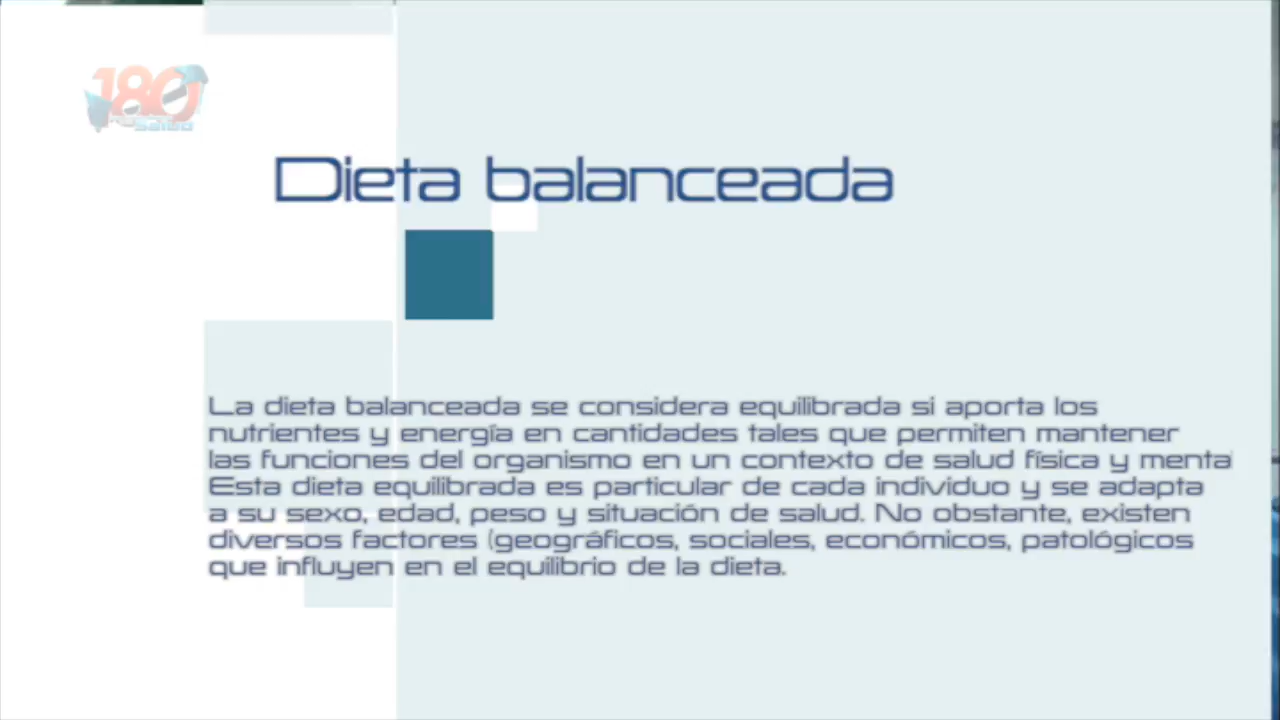 180
Salud
Dieta balanceada
La dieta balanceada se considera equilibrada si aporta los
nutrientes y energía en cantidades tales que permiten mantener
las funciones del organismo en un contexto de salud física y menta
Esta dieta equilibrada es particular de cada individuo y se adapta
a su sexo, edad, peso y situación de salud. No obstante, existen
diversos factores (geográficos, sociales, económicos, patológicos
que influyen en el equilibrio de la dieta.